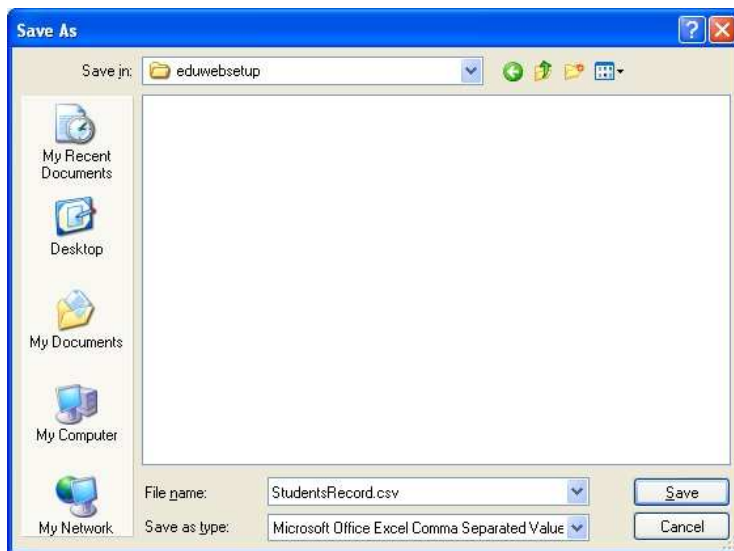 Save As
Save in:
eduwebsetup
My Recent
Documents
Desktop
My Documents
My Computer
My Network
File name:
StudentsRecord.csv
Save
Save as type:
Microsoft Office Excel Comma Separated Value
Cancel